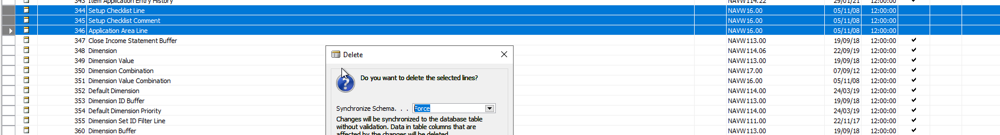 343 Item Application Entry History NAVW114.22 29/01/21 12:00:00
344 Setup Checklist Line NAVW16.00 05/11/08 12:00:00
345 Setup Checklist Comment NAVW16.00 05/11/08 12:00:00
346 Application Area Line NAVW16.00 05/11/08 12:00:00
347 Close Income Statement Buffer NAVW113.00 19/09/18 12:00:00 ✓
348 Dimension NAVW114.06 22/09/19 12:00:00 ✓
349 Dimension Value NAVW113.00 19/09/18 12:00:00 ✓
350 Dimension Combination NAVW17.00 07/09/12 12:00:00 ✓
351 Dimension Value Combination NAVW16.00 05/11/08 12:00:00 ✓
352 Default Dimension NAVW114.00 24/03/19 12:00:00 ✓
353 Dimension ID Buffer NAVW113.00 19/09/18 12:00:00 ✓
354 Default Dimension Priority NAVW114.00 24/03/19 12:00:00 ✓
355 Dimension Set ID Filter Line NAVW111.00 22/11/17 12:00:00 ✓
360 Dimension Buffer NAVW113.00 19/09/18 12:00:00 ✓
Delete
Do you want to delete the selected lines?
Synchronize Schema. . . Force
Changes will be synchronized to the database table
without validation. Data in table columns that are
affected by the changes will be deleted.